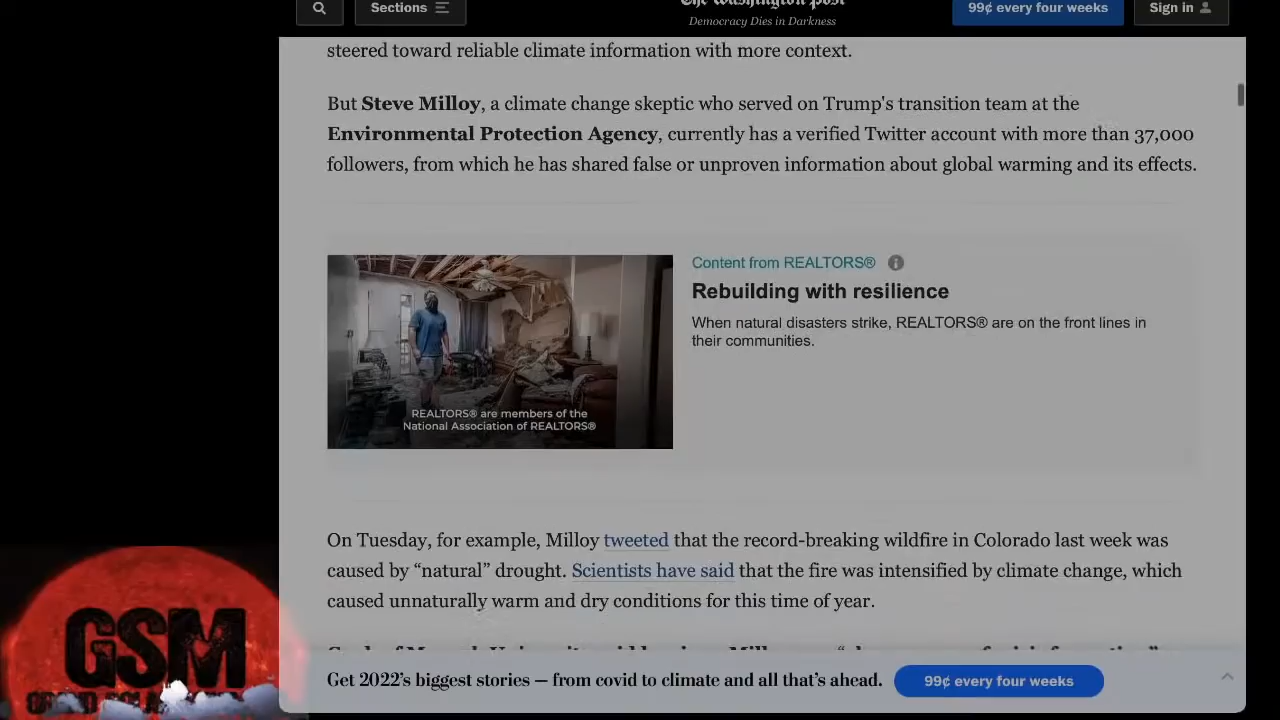 Sections
The Washington Post
99¢ every four weeks
Sign in
Democracy Dies in Darkness
steered toward reliable climate information with more context.
But Steve Milloy, a climate change skeptic who served on Trump's transition team at the
Environmental Protection Agency, currently has a verified Twitter account with more than 37,000
followers, from which he has shared false or unproven information about global warming and its effects.
Content from REALTORS®
Rebuilding with resilience
When natural disasters strike, REALTORS® are on the front lines in
their communities.
REALTORS® are members of the
National Association of REALTORS®
On Tuesday, for example, Milloy tweeted that the record-breaking wildfire in Colorado last week was
caused by “natural” drought. Scientists have said that the fire was intensified by climate change, which
caused unnaturally warm and dry conditions for this time of year.
Get 2022’s biggest stories — from covid to climate and all that’s ahead.
99¢ every four weeks
GSM